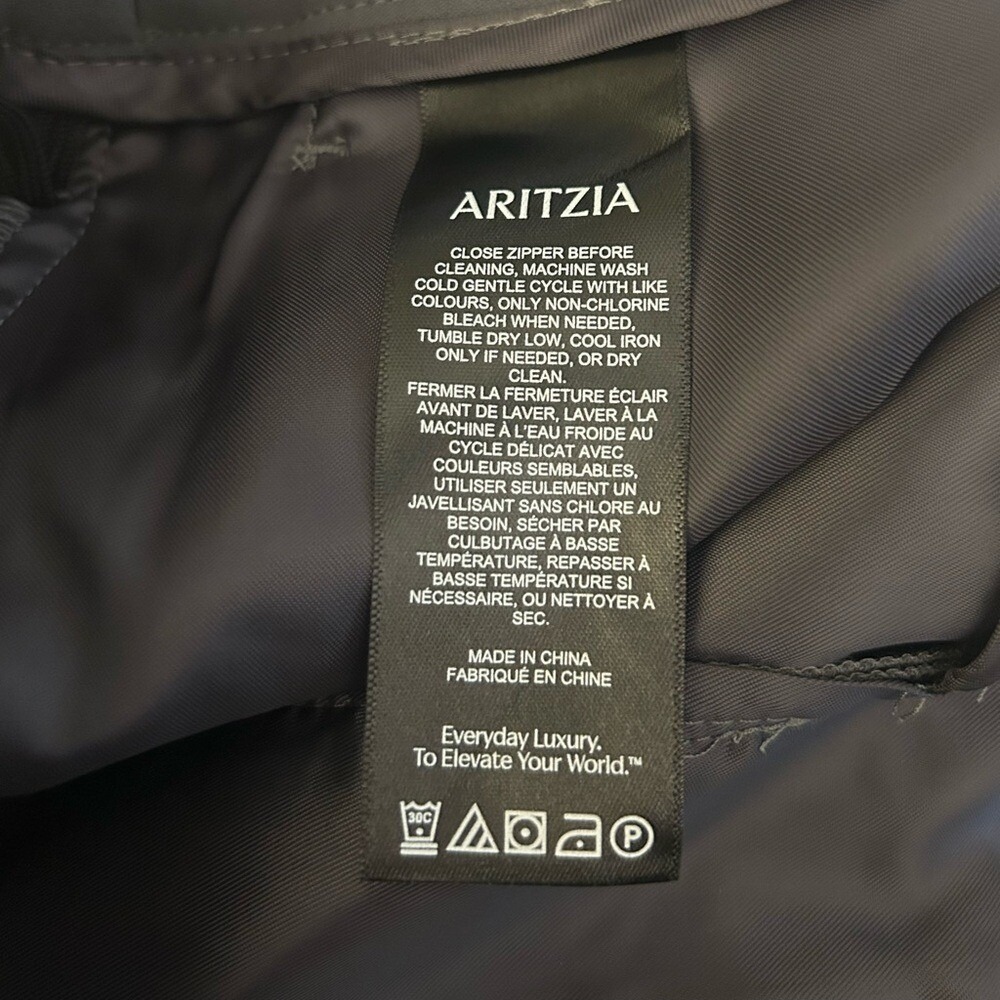 ARITZIA
CLOSE ZIPPER BEFORE
CLEANING, MACHINE WASH
COLD GENTLE CYCLE WITH LIKE
COLOURS, ONLY NON-CHLORINE
BLEACH WHEN NEEDED,
TUMBLE DRY LOW, COOL IRON
ONLY IF NEEDED, OR DRY
CLEAN.
FERMER LA FERMETURE ÉCLAIR
AVANT DE LAVER, LAVER À LA
MACHINE À L'EAU FROIDE AU
CYCLE DÉLICAT AVEC
COULEURS SEMBLABLES,
UTILISER SEULEMENT UN
JAVELLISANT SANS CHLORE AU
BESOIN, SÉCHER PAR
CULBUTAGE À BASSE
TEMPÉRATURE, REPASSER À
BASSE TEMPÉRATURE SI
NÉCESSAIRE, OU NETTOYER À
SEC.
MADE IN CHINA
FABRIQUÉ EN CHINE
Everyday Luxury.
To Elevate Your World.™
30C P